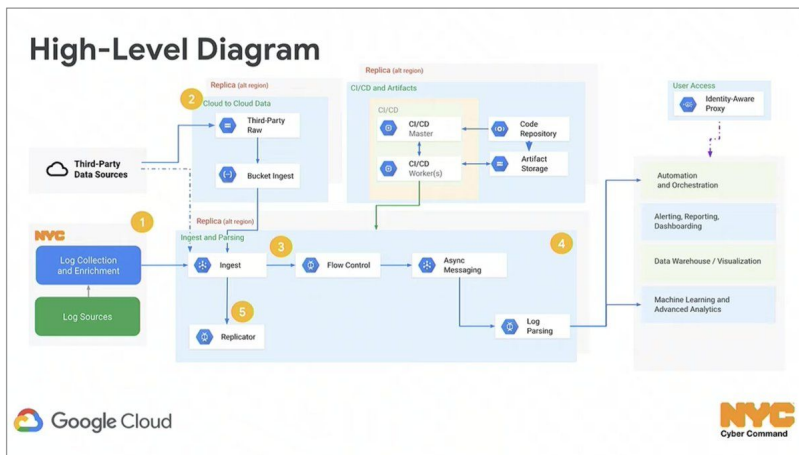 High-Level Diagram
Replica (alt region)
2
Cloud to Cloud Data
Third-Party
Raw
Bucket Ingest
Third-Party
Data Sources
Replica (alt region)
CI/CD and Artifacts
CI/CD
CI/CD
Master
CI/CD
Worker(s)
Code
Repository
Artifact
Storage
User Access
Identity-Aware
Proxy
1
NYC
Log Collection
and Enrichment
Log Sources
Replica (alt region)
Ingest and Parsing
3
4
Ingest
Flow Control
Async
Messaging
5
Replicator
Log
Parsing
Automation
and Orchestration
Alerting, Reporting,
Dashboarding
Data Warehouse / Visualization
Machine Learning and
Advanced Analytics
Google Cloud
NYC
Cyber Command